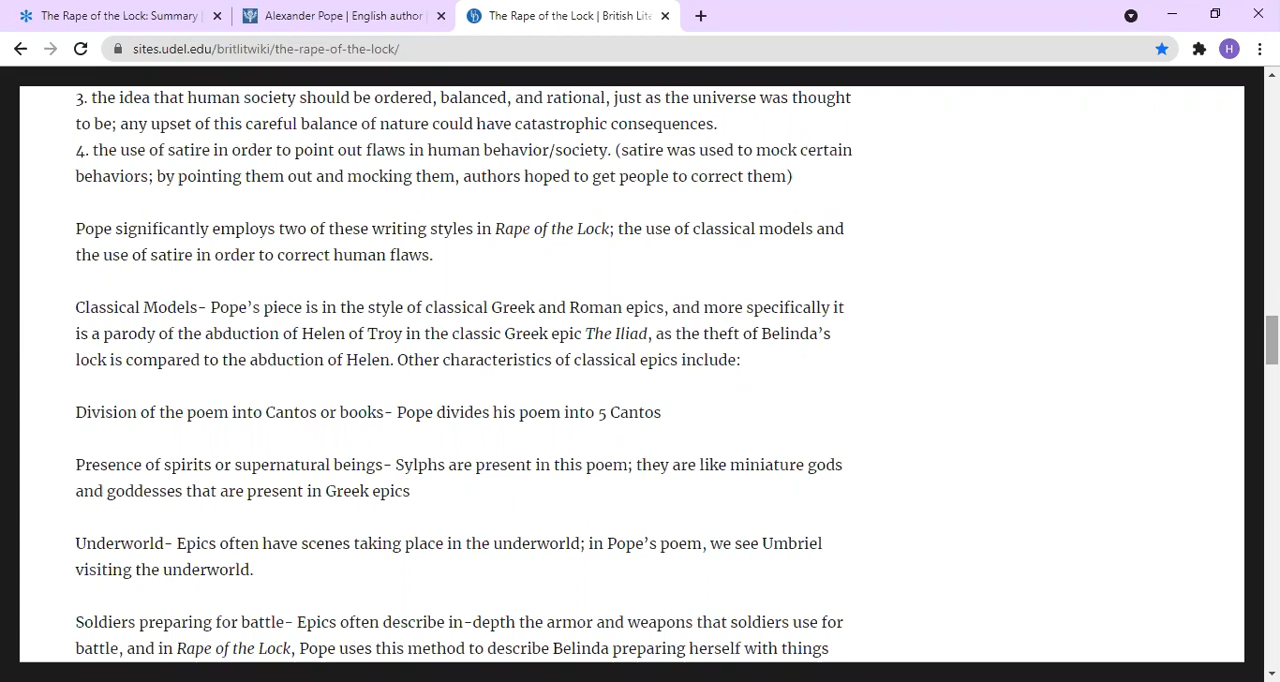 The Rape of the Lock: Summary
Alexander Pope | English author
The Rape of the Lock | British Lite
sites.udel.edu/britlitwiki/the-rape-of-the-lock/
H
3. the idea that human society should be ordered, balanced, and rational, just as the universe was thought
to be; any upset of this careful balance of nature could have catastrophic consequences.
4. the use of satire in order to point out flaws in human behavior/society. (satire was used to mock certain
behaviors; by pointing them out and mocking them, authors hoped to get people to correct them)
Pope significantly employs two of these writing styles in Rape of the Lock; the use of classical models and
the use of satire in order to correct human flaws.
Classical Models- Pope’s piece is in the style of classical Greek and Roman epics, and more specifically it
is a parody of the abduction of Helen of Troy in the classic Greek epic The Iliad, as the theft of Belinda’s
lock is compared to the abduction of Helen. Other characteristics of classical epics include:
Division of the poem into Cantos or books- Pope divides his poem into 5 Cantos
Presence of spirits or supernatural beings- Sylphs are present in this poem; they are like miniature gods
and goddesses that are present in Greek epics
Underworld- Epics often have scenes taking place in the underworld; in Pope’s poem, we see Umbriel
visiting the underworld.
Soldiers preparing for battle- Epics often describe in-depth the armor and weapons that soldiers use for
battle, and in Rape of the Lock, Pope uses this method to describe Belinda preparing herself with things